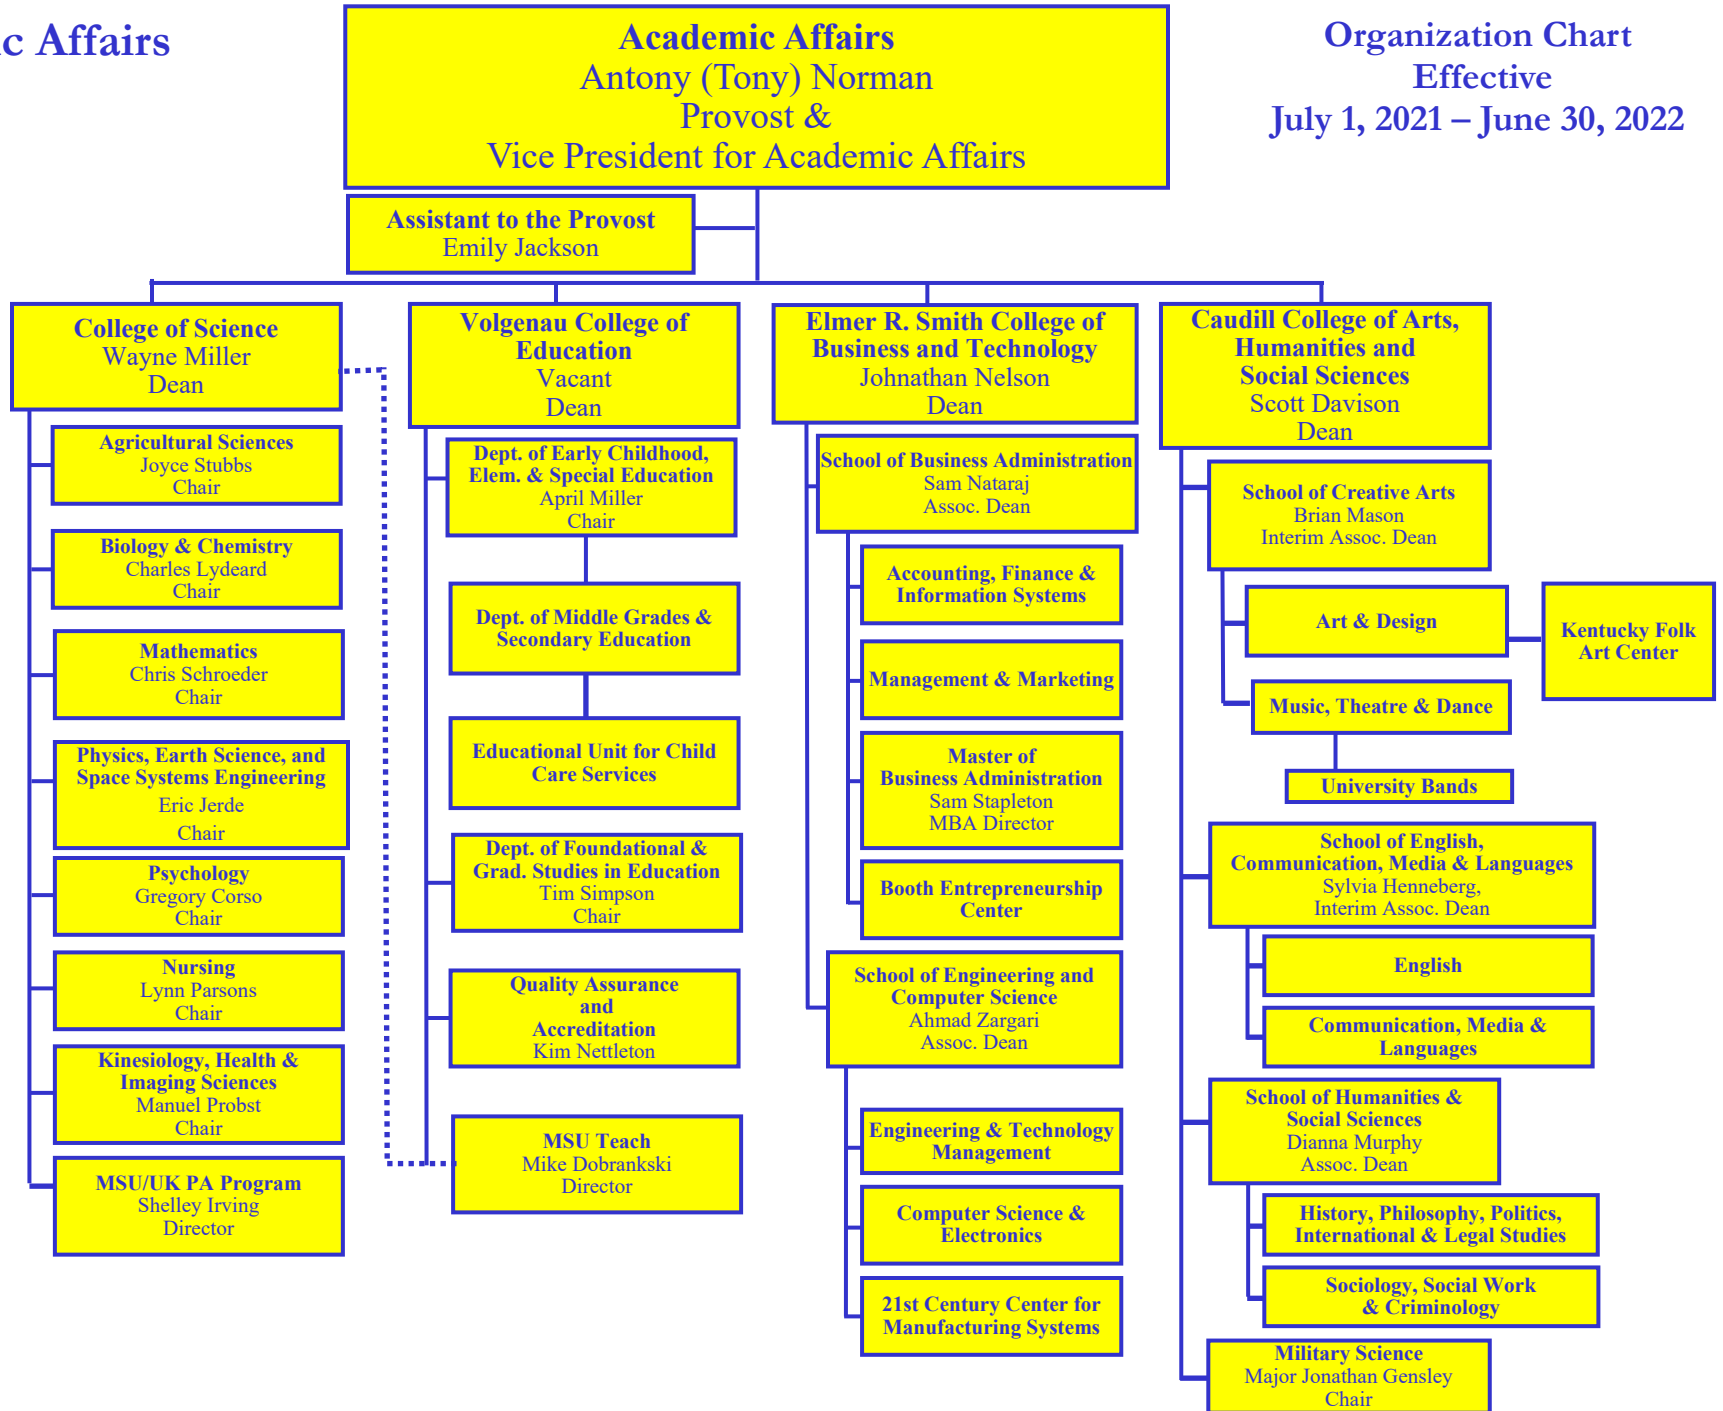 c Affairs
Academic Affairs
Antony (Tony) Norman
Provost &
Vice President for Academic Affairs
Organization Chart
Effective
July 1, 2021 – June 30, 2022
Assistant to the Provost
Emily Jackson
College of Science
Wayne Miller
Dean
Agricultural Sciences
Joyce Stubbs
Chair
Biology & Chemistry
Charles Lydeard
Chair
Mathematics
Chris Schroeder
Chair
Physics, Earth Science, and
Space Systems Engineering
Eric Jerde
Chair
Psychology
Gregory Corso
Chair
Nursing
Lynn Parsons
Chair
Kinesiology, Health &
Imaging Sciences
Manuel Probst
Chair
MSU/UK PA Program
Shelley Irving
Director
Volgenau College of
Education
Vacant
Dean
Dept. of Early Childhood,
Elem. & Special Education
April Miller
Chair
Dept. of Middle Grades &
Secondary Education
Educational Unit for Child
Care Services
Dept. of Foundational &
Grad. Studies in Education
Tim Simpson
Chair
Quality Assurance
and
Accreditation
Kim Nettleton
MSU Teach
Mike Dobrankski
Director
Elmer R. Smith College of
Business and Technology
Johnathan Nelson
Dean
School of Business Administration
Sam Nataraj
Assoc. Dean
Accounting, Finance &
Information Systems
Management & Marketing
Master of
Business Administration
Sam Stapleton
MBA Director
Booth Entrepreneurship
Center
School of Engineering and
Computer Science
Ahmad Zargari
Assoc. Dean
Engineering & Technology
Management
Computer Science &
Electronics
21st Century Center for
Manufacturing Systems
Caudill College of Arts,
Humanities and
Social Sciences
Scott Davison
Dean
School of Creative Arts
Brian Mason
Interim Assoc. Dean
Art & Design
Kentucky Folk
Art Center
Music, Theatre & Dance
University Bands
School of English,
Communication, Media & Languages
Sylvia Henneberg,
Interim Assoc. Dean
English
Communication, Media &
Languages
School of Humanities &
Social Sciences
Dianna Murphy
Assoc. Dean
History, Philosophy, Politics,
International & Legal Studies
Sociology, Social Work
& Criminology
Military Science
Major Jonathan Gensley
Chair